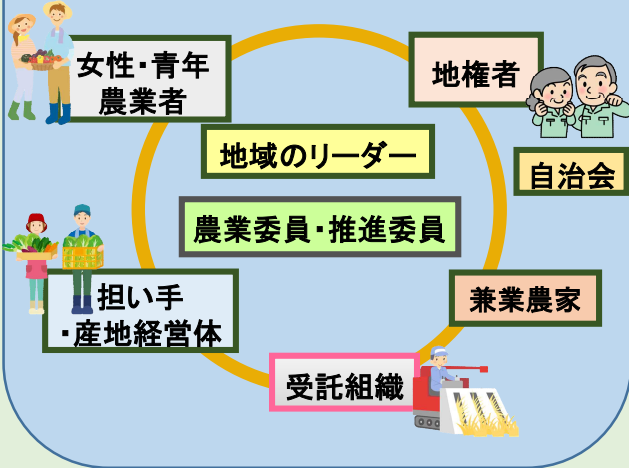 女性・青年
農業者
地権者
地域のリーダー
自治会
農業委員・推進委員
担い手
・産地経営体
兼業農家
受託組織